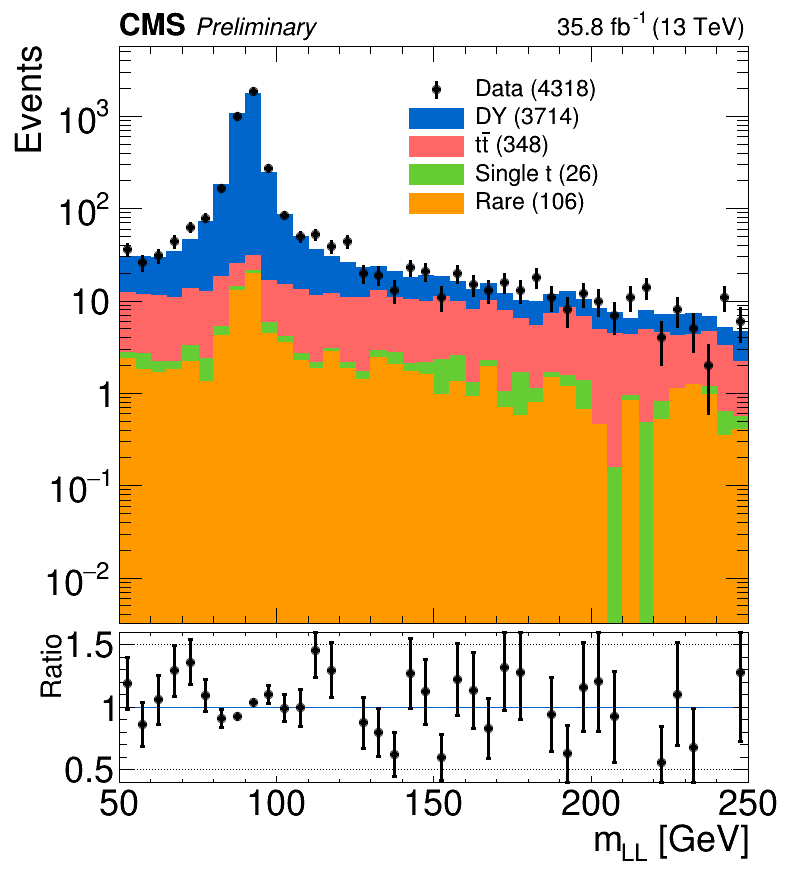 CMS Preliminary 35.8 fb⁻¹ (13 TeV)
Events
10³
10²
10
1
10⁻¹
10⁻²
Data (4318)
DY (3714)
tt̄ (348)
Single t (26)
Rare (106)
Ratio
1.5
1
0.5
50 100 150 200 250
m_LL [GeV]